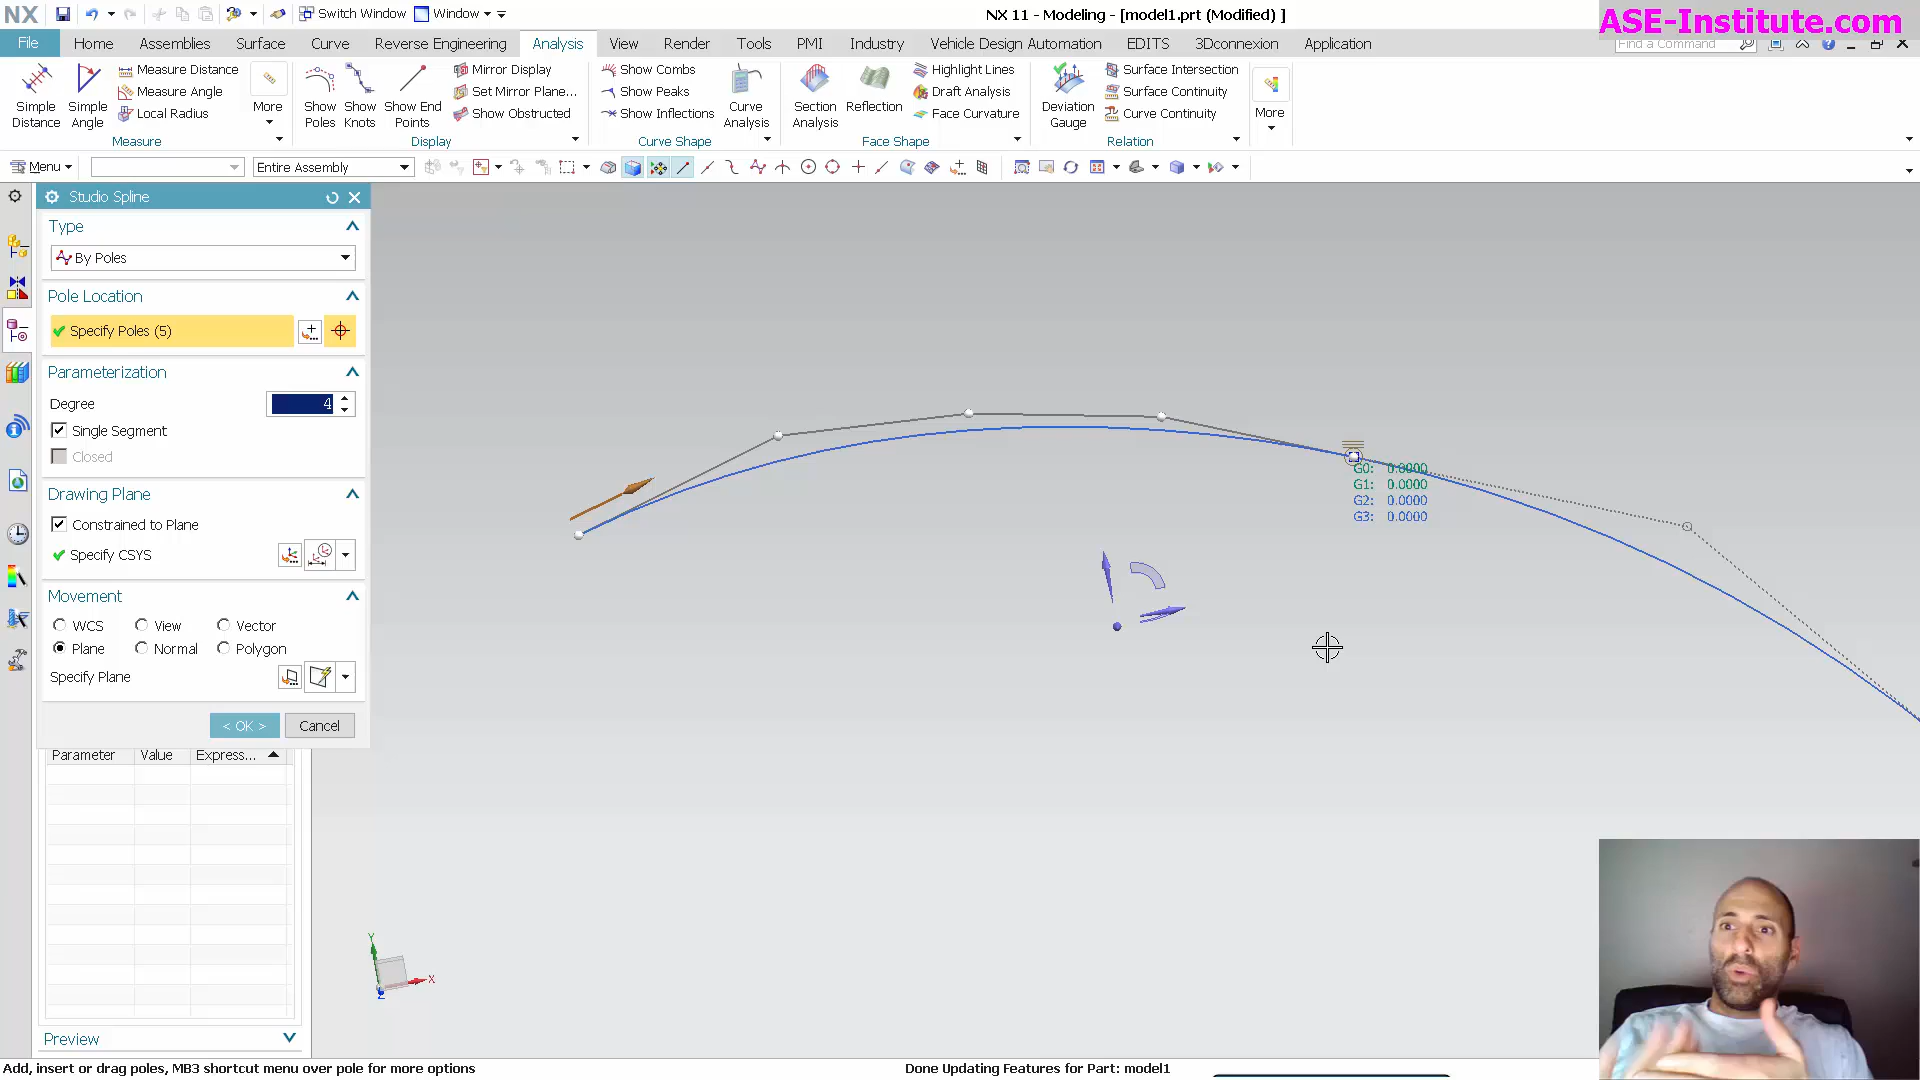 NX
Switch Window
Window
NX 11 - Modeling - [model1.prt (Modified) ]
ASE-Institute.com
File
Home
Assemblies
Surface
Curve
Reverse Engineering
Analysis
View
Render
Tools
PMI
Industry
Vehicle Design Automation
EDITS
3Dconnexion
Application
Find a Command
Simple Distance
Simple Angle
Measure Distance
Measure Angle
Local Radius
More
Measure
Show Poles
Show Knots
Show End Points
Mirror Display
Set Mirror Plane...
Show Obstructed
Display
Show Combs
Show Peaks
Show Inflections
Curve Analysis
Curve Shape
Section Analysis
Reflection
Highlight Lines
Draft Analysis
Face Curvature
Face Shape
Deviation Gauge
Surface Intersection
Surface Continuity
Curve Continuity
Relation
More
Menu
Entire Assembly
Studio Spline
Type
By Poles
Pole Location
Specify Poles (5)
Parameterization
Degree
4
Single Segment
Closed
Drawing Plane
Constrained to Plane
Specify CSYS
Movement
WCS
View
Vector
Plane
Normal
Polygon
Specify Plane
< OK >
Cancel
Parameter
Value
Express...
Preview
G0: 0.0000
G1: 0.0000
G2: 0.0000
G3: 0.0000
Y
X
Z
Add, insert or drag poles, MB3 shortcut menu over pole for more options
Done Updating Features for Part: model1